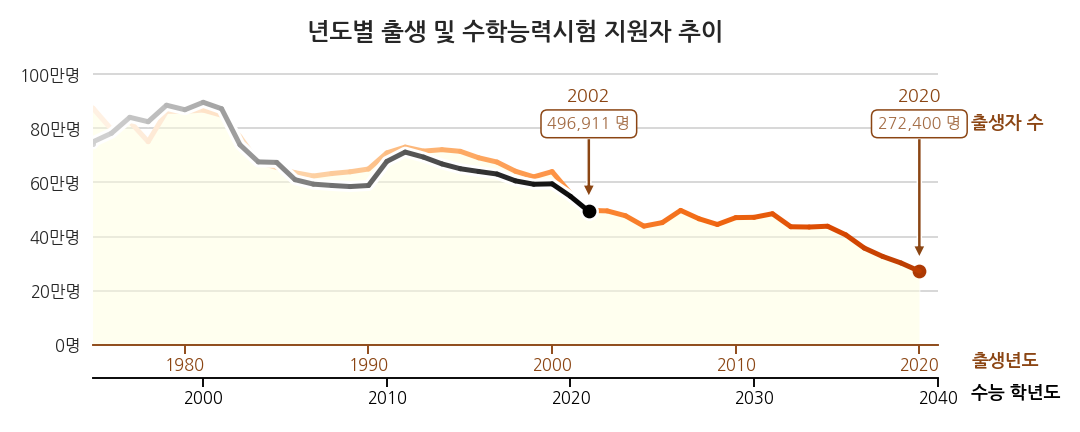 년도별 출생 및 수학능력시험 지원자 추이
100만명
80만명
60만명
40만명
20만명
0명
2002
496,911 명
2020
272,400 명
출생자 수
1980
1990
2000
2010
2020
출생년도
2000
2010
2020
2030
2040
수능 학년도